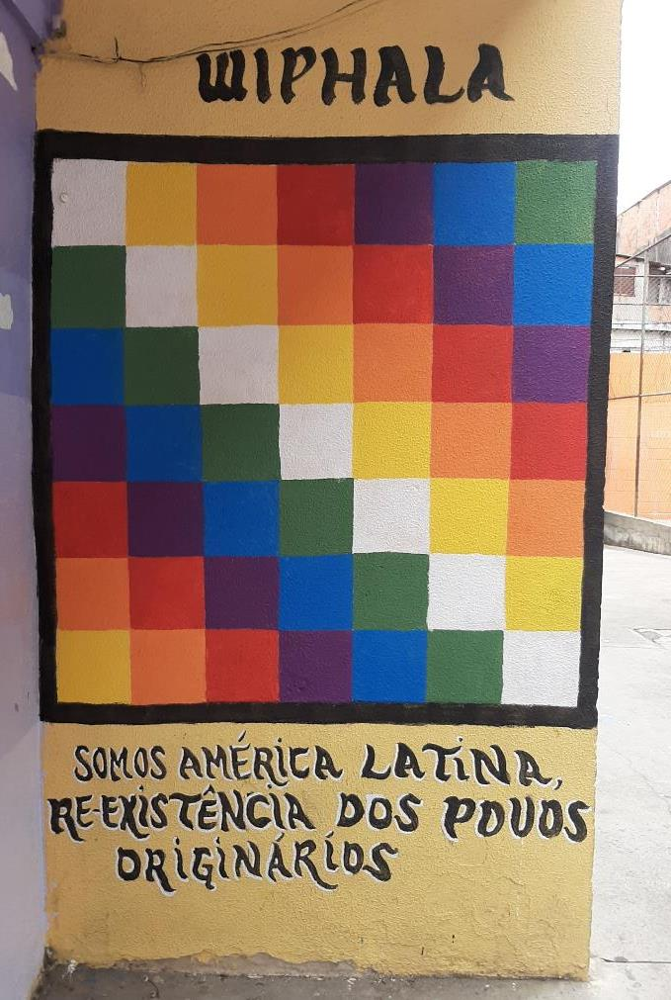 WIPHALA
SOMOS AMÉRICA LATINA,
RE-EXISTÊNCIA DOS POVOS
ORIGINÁRIOS